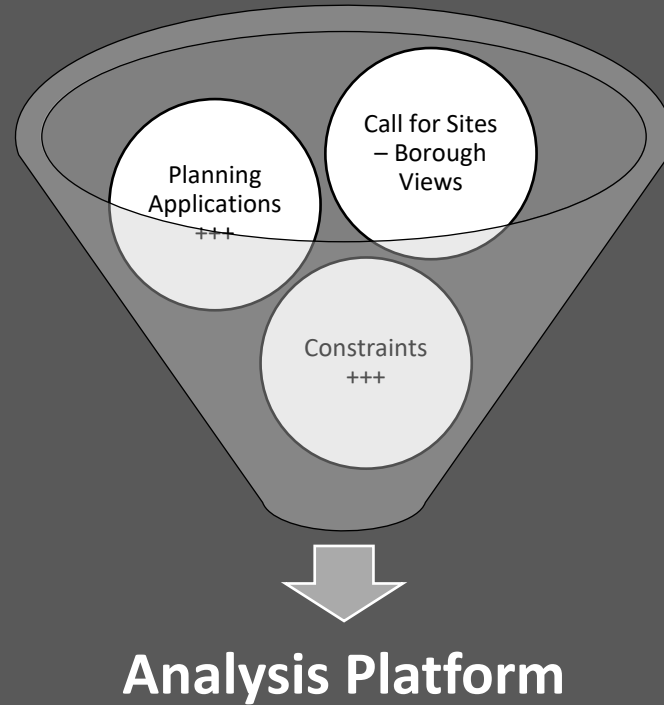 Call for Sites
– Borough
Views
Planning
Applications
+++
Constraints
+++
Analysis Platform